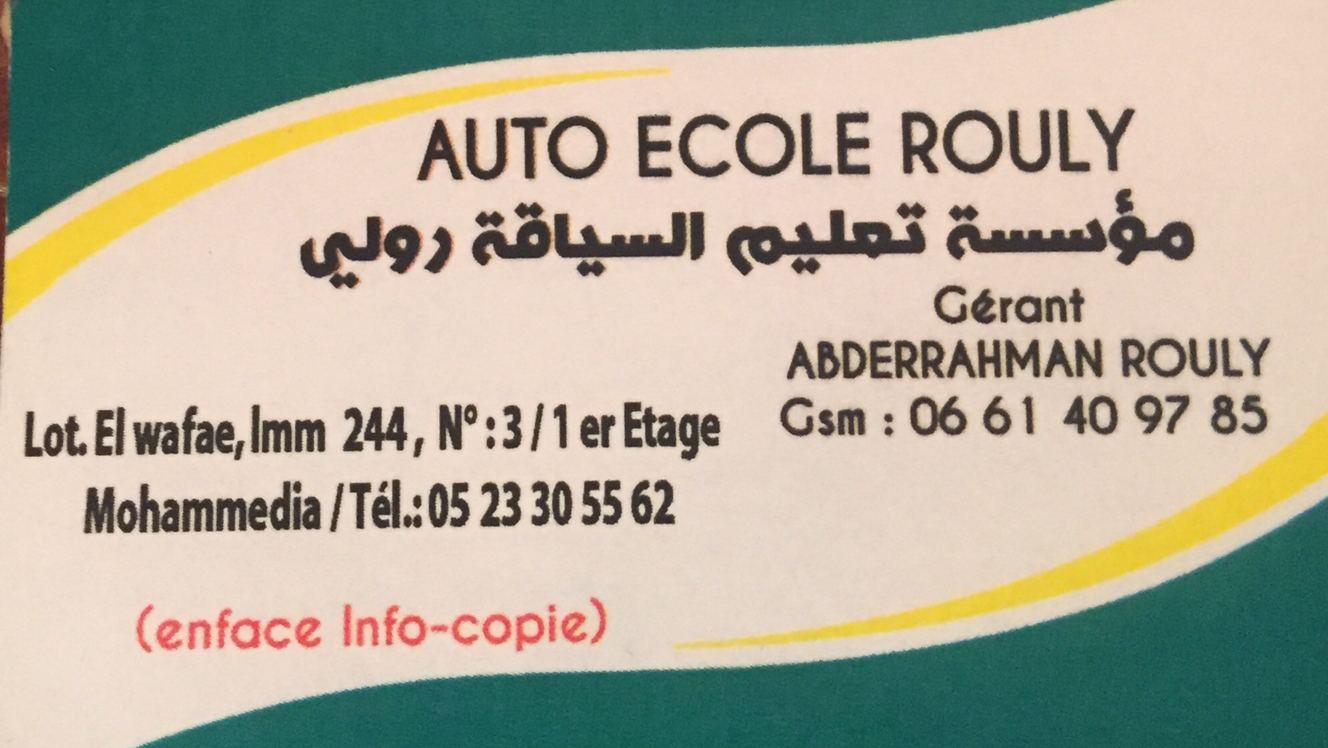 AUTO ECOLE ROULY
مؤسسة تعليم السياقة رولي
Gérant
ABDERRAHMAN ROULY
Gsm : 06 61 40 97 85
Lot. El wafae, Imm 244, N° : 3 / 1 er Etage
Mohammedia / Tél.: 05 23 30 55 62
(enface Info-copie)